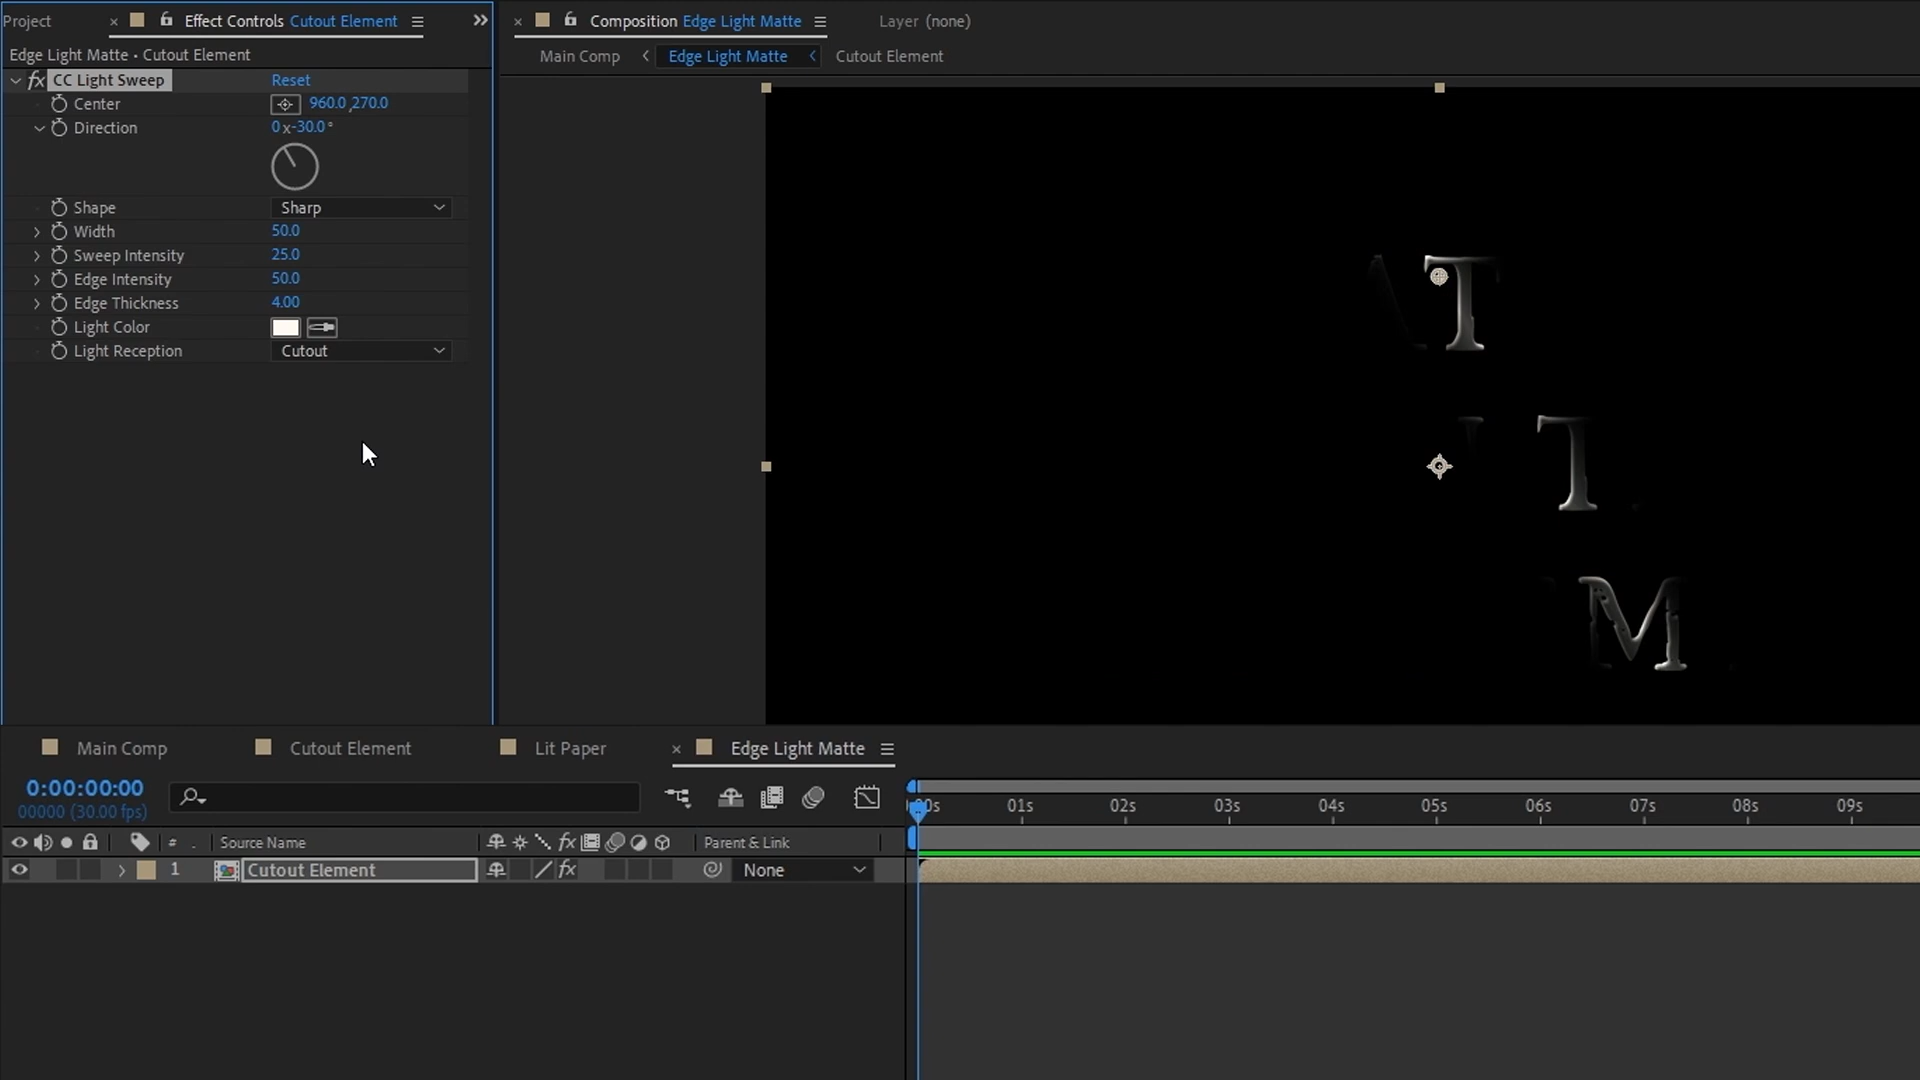 Project
Effect Controls Cutout Element
Edge Light Matte • Cutout Element
fx CC Light Sweep Reset
Center 960.0,270.0
Direction 0x-30.0°
Shape Sharp
Width 50.0
Sweep Intensity 25.0
Edge Intensity 50.0
Edge Thickness 4.00
Light Color
Light Reception Cutout
Composition Edge Light Matte
Layer (none)
Main Comp Edge Light Matte Cutout Element
T
T
M
Main Comp
Cutout Element
Lit Paper
Edge Light Matte
0:00:00:00
00000 (30.00 fps)
# Source Name fx Parent & Link
1 Cutout Element fx None
01s 02s 03s 04s 05s 06s 07s 08s 09s